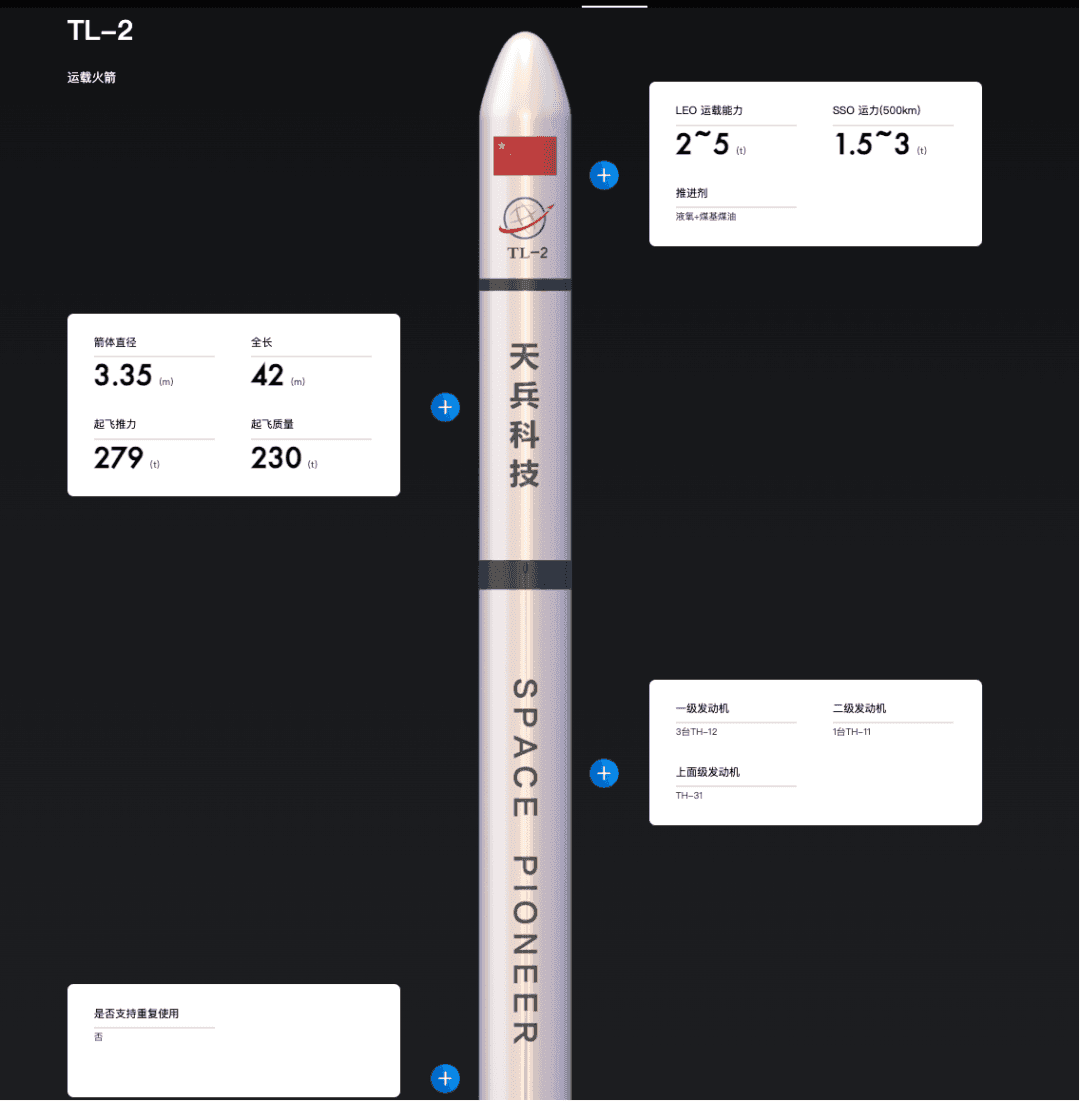 TL-2
运载火箭
LEO 运载能力
SSO 运力(500km)
2~5 (t)
1.5~3 (t)
推进剂
液氧+煤基煤油
TL-2
箭体直径
全长
3.35 (m)
42 (m)
起飞推力
起飞质量
279 (t)
230 (t)
天兵科技
SPACE PIONEER
一级发动机
二级发动机
3台TH-12
1台TH-11
上面级发动机
TH-31
是否支持重复使用
否